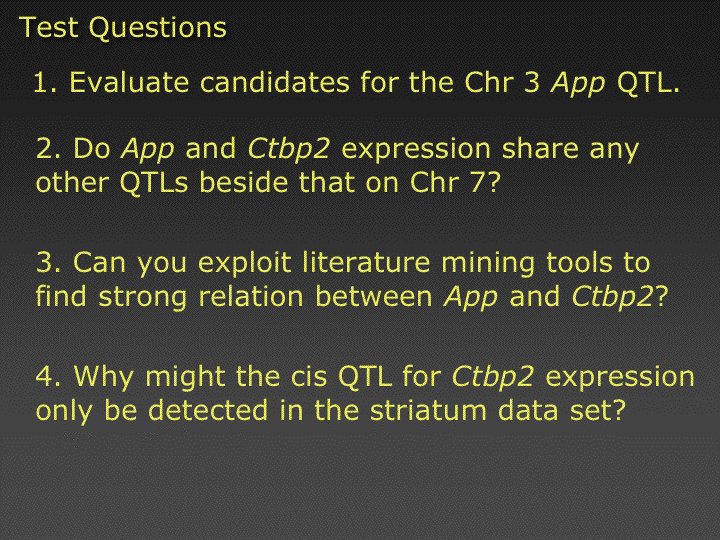 Test Questions
1. Evaluate candidates for the Chr 3 App QTL.
2. Do App and Ctbp2 expression share any
other QTLs beside that on Chr 7?
3. Can you exploit literature mining tools to
find strong relation between App and Ctbp2?
4. Why might the cis QTL for Ctbp2 expression
only be detected in the striatum data set?